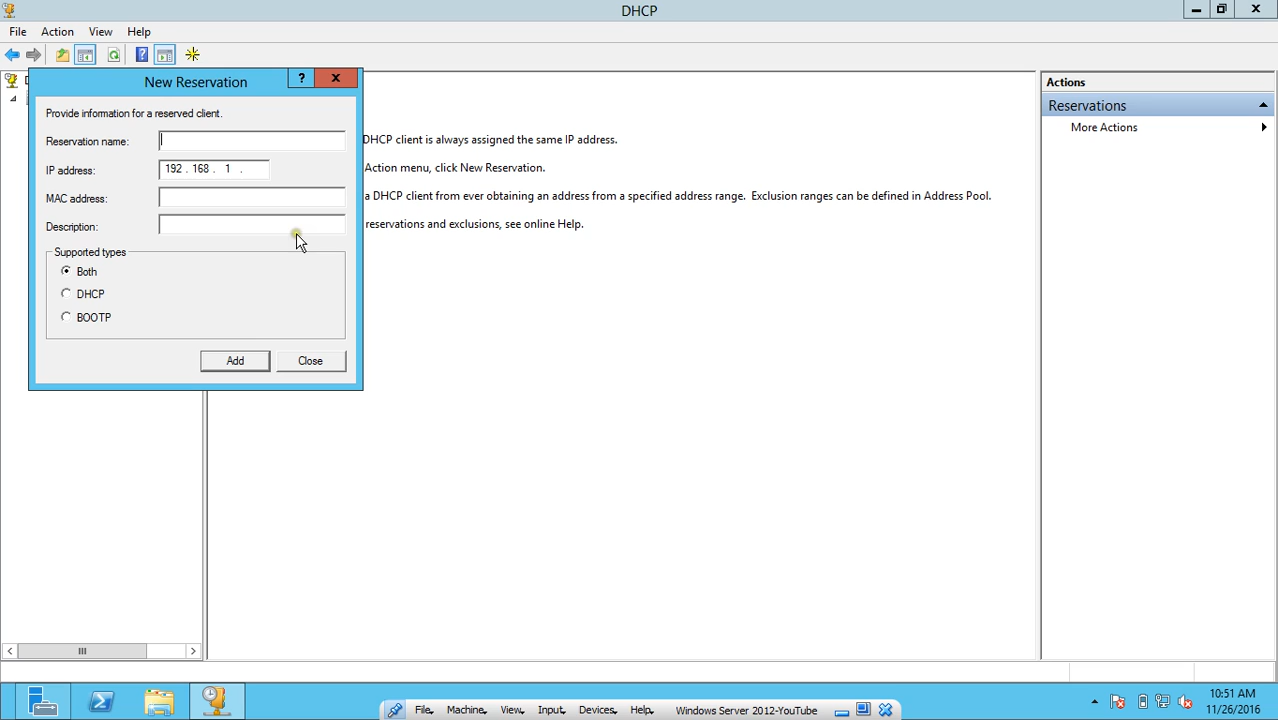 DHCP
File Action View Help
D
New Reservation
?
Provide information for a reserved client.
Reservation name:
IP address: 192 . 168 . 1 .
MAC address:
Description:
Supported types
Both
DHCP
BOOTP
Add Close
DHCP client is always assigned the same IP address.
Action menu, click New Reservation.
a DHCP client from ever obtaining an address from a specified address range. Exclusion ranges can be defined in Address Pool.
reservations and exclusions, see online Help.
Actions
Reservations
More Actions
File Machine View Input Devices Help Windows Server 2012-YouTube
10:51 AM
11/26/2016